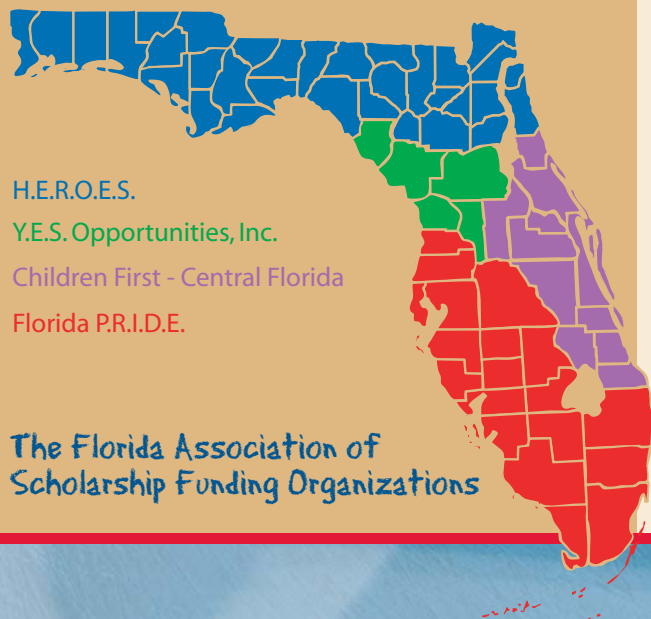 H.E.R.O.E.S.
Y.E.S. Opportunities, Inc.
Children First - Central Florida
Florida P.R.I.D.E.
The Florida Association of
Scholarship Funding Organizations